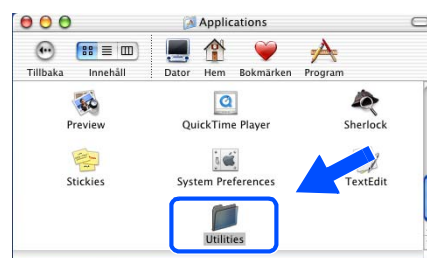 Applications
Tillbaka Innehåll Dator Hem Bokmärken Program
Preview QuickTime Player Sherlock
Stickies System Preferences TextEdit
Utilities